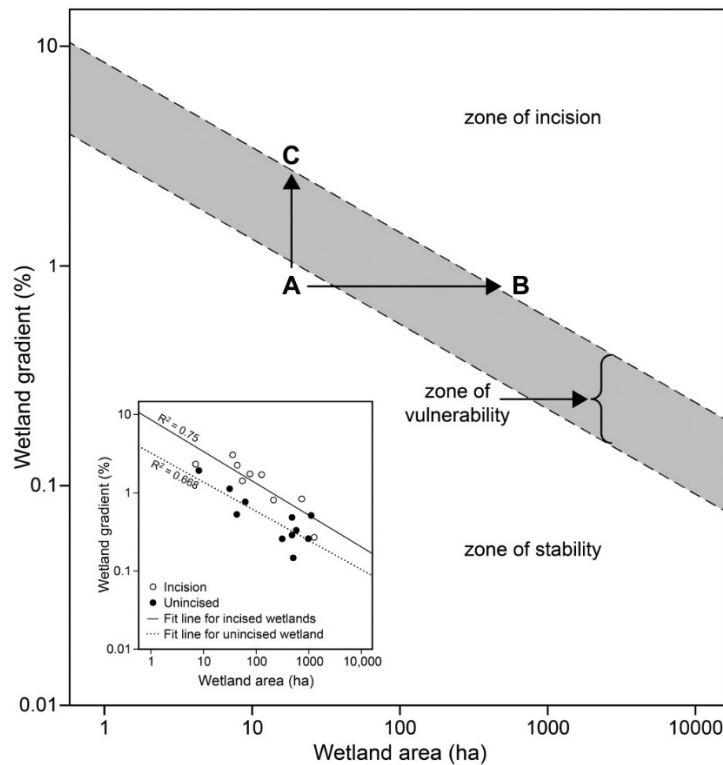 10
1
0.1
0.01
Wetland gradient (%)
1
10
100
1000
10000
Wetland area (ha)
zone of incision
C
A
B
zone of
vulnerability
zone of stability
10
1
0.1
0.01
Wetland gradient (%)
R² = 0.75
R² = 0.668
Incision
Unincised
Fit line for incised wetlands
Fit line for unincised wetland
1
10
100
1000
10,000
Wetland area (ha)